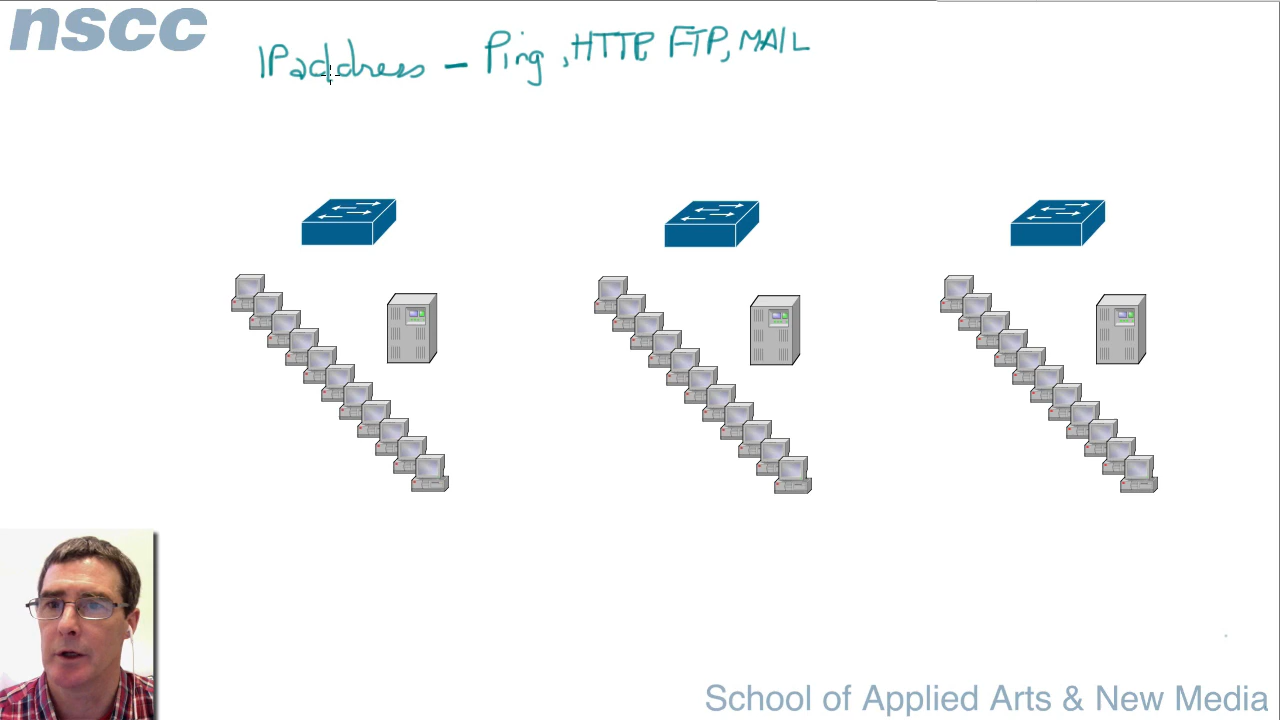 nscc
IPaddress - Ping, HTTP FTP, MAIL
School of Applied Arts & New Media